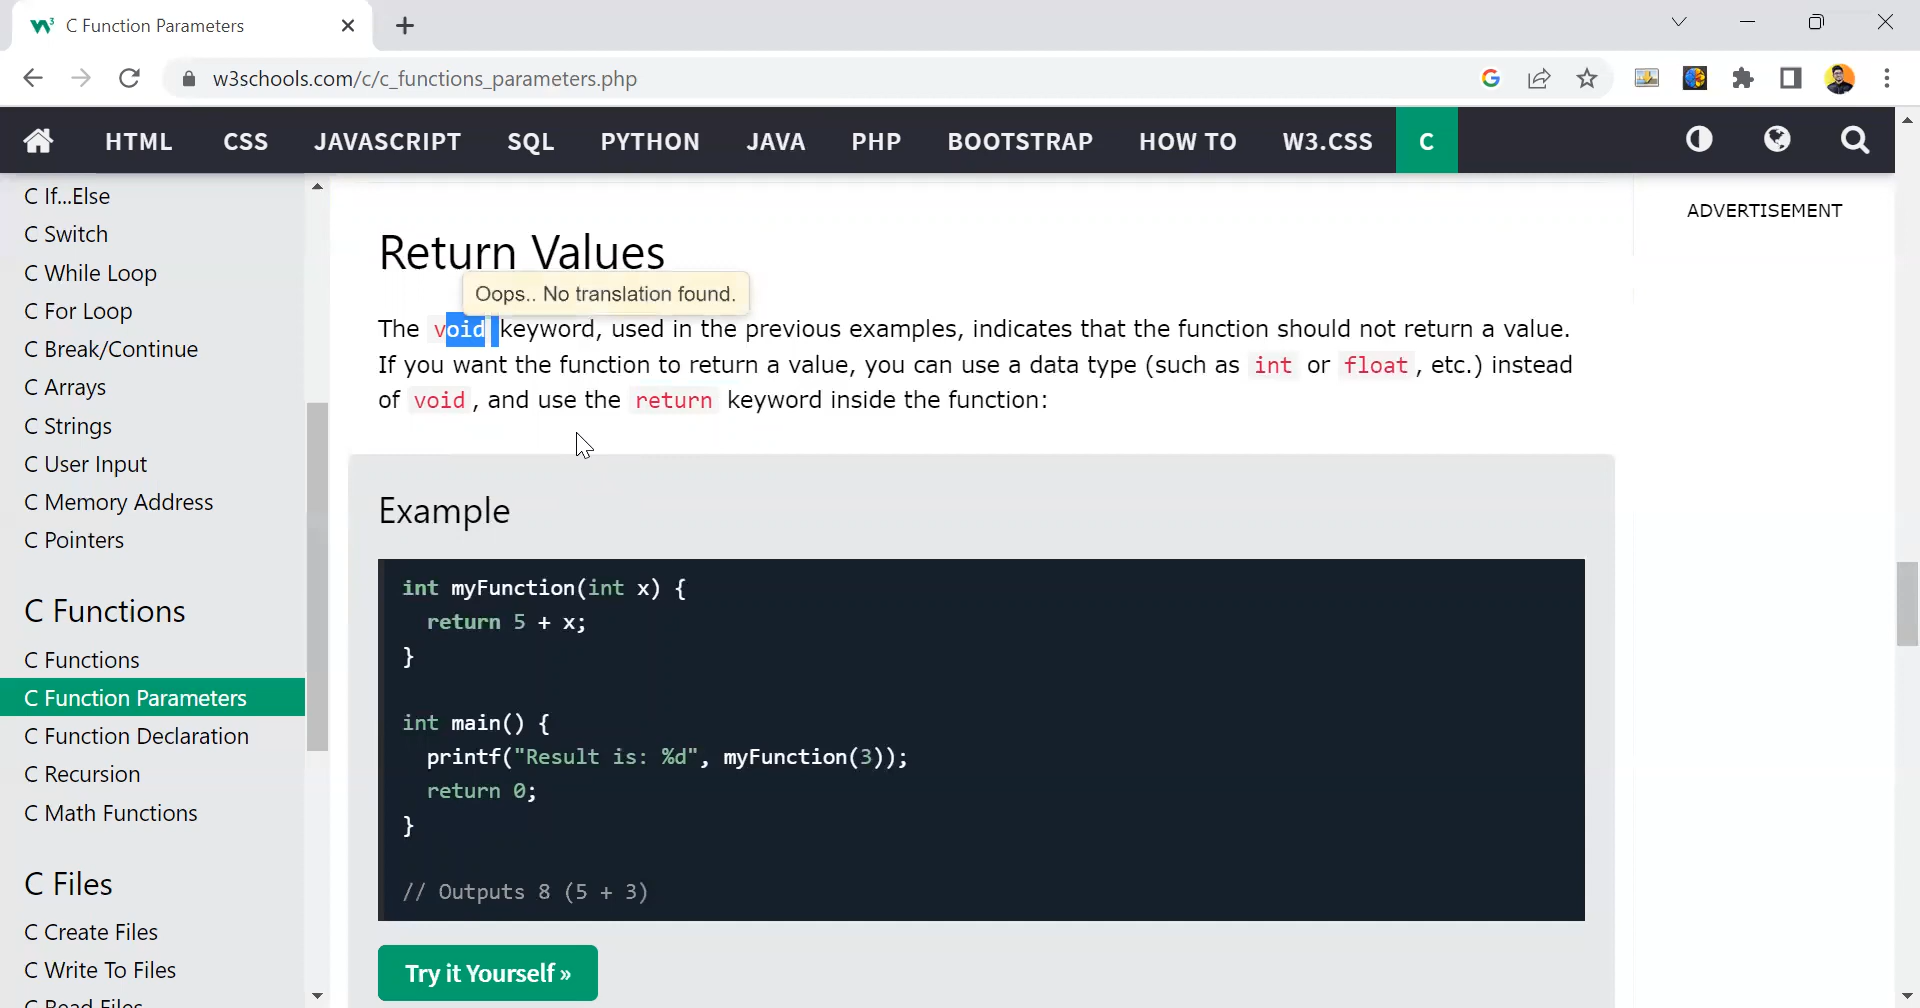 C Function Parameters
w3schools.com/c/c_functions_parameters.php
HTML CSS JAVASCRIPT SQL PYTHON JAVA PHP BOOTSTRAP HOW TO W3.CSS C
C If...Else
C Switch
C While Loop
C For Loop
C Break/Continue
C Arrays
C Strings
C User Input
C Memory Address
C Pointers
C Functions
C Functions
C Function Parameters
C Function Declaration
C Recursion
C Math Functions
C Files
C Create Files
C Write To Files
C Read Files
Return Values
Oops.. No translation found.
The void keyword, used in the previous examples, indicates that the function should not return a value.
If you want the function to return a value, you can use a data type (such as int or float, etc.) instead
of void, and use the return keyword inside the function:
Example
int myFunction(int x) {
  return 5 + x;
}
int main() {
  printf("Result is: %d", myFunction(3));
  return 0;
}
// Outputs 8 (5 + 3)
Try it Yourself »
ADVERTISEMENT